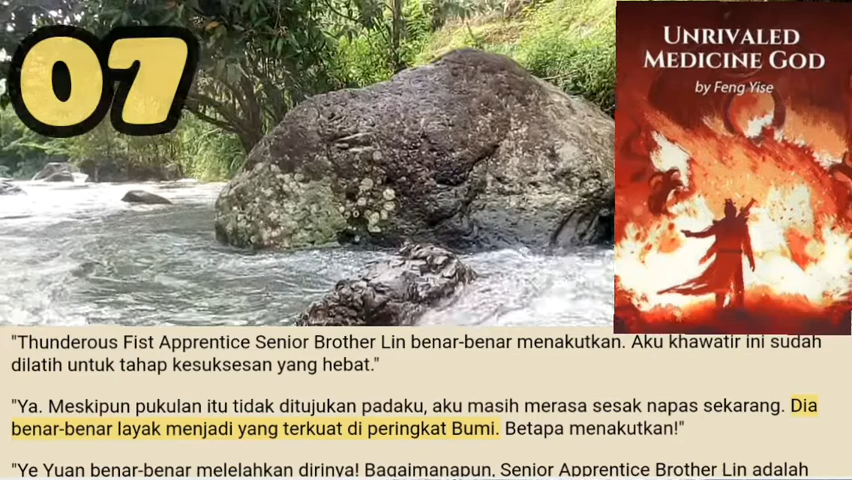 07
UNRIVALED
MEDICINE GOD
by Feng Yise
"Thunderous Fist Apprentice Senior Brother Lin benar-benar menakutkan. Aku khawatir ini sudah
dilatih untuk tahap kesuksesan yang hebat."
"Ya. Meskipun pukulan itu tidak ditujukan padaku, aku masih merasa sesak napas sekarang. Dia
benar-benar layak menjadi yang terkuat di peringkat Bumi. Betapa menakutkan!"
"Ye Yuan benar-benar melelahkan dirinya! Bagaimanapun, Senior Apprentice Brother Lin adalah